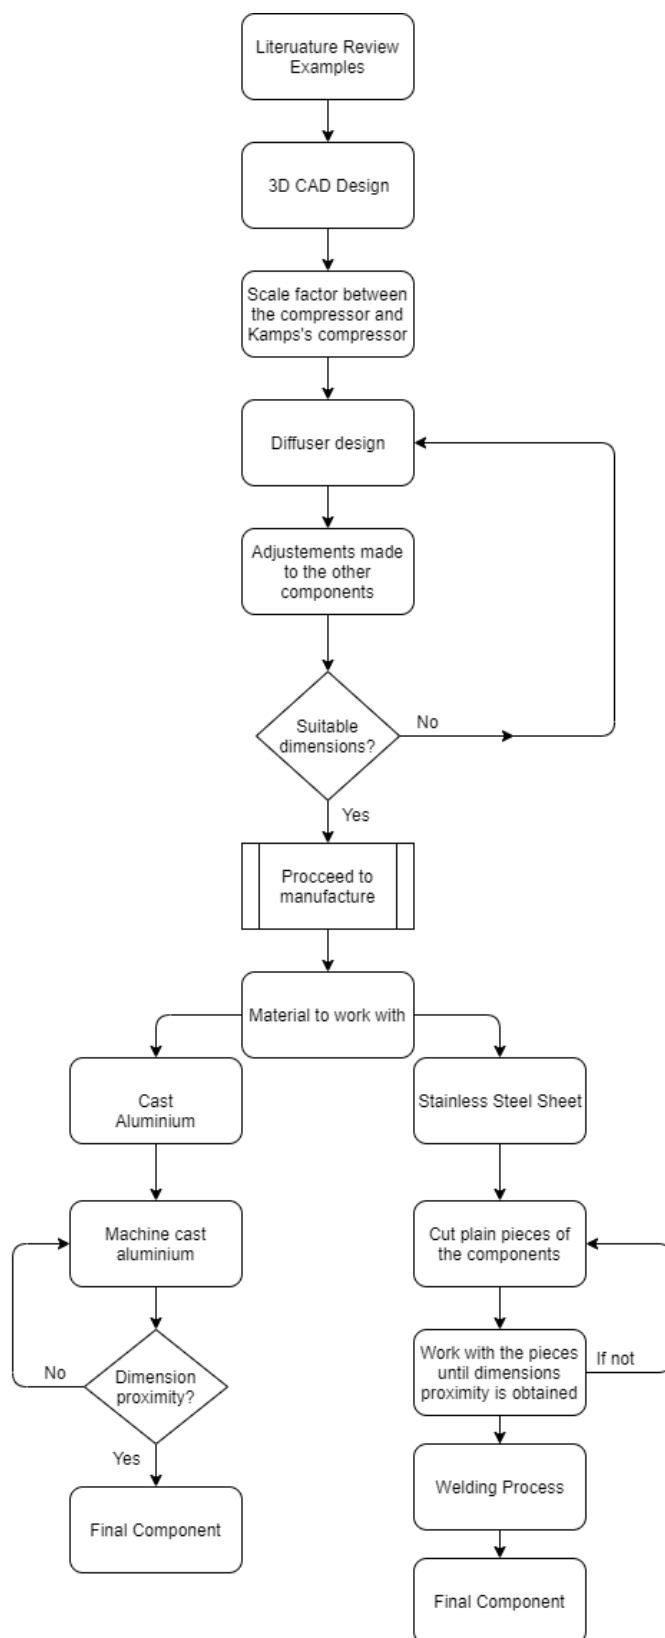 Literuature Review
Examples
3D CAD Design
Scale factor between
the compressor and
Kamps's compressor
Diffuser design
Adjustements made
to the other
components
Suitable
dimensions?
No
Yes
Procceed to
manufacture
Material to work with
Cast
Aluminium
Stainless Steel Sheet
Machine cast
aluminium
Cut plain pieces of
the components
Dimension
proximity?
No
Work with the pieces
until dimensions
proximity is obtained
If not
Yes
Welding Process
Final Component
Final Component